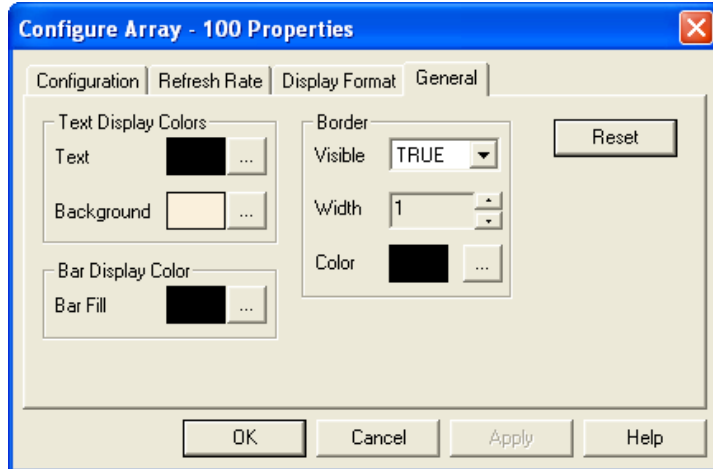 Configure Array - 100 Properties
Configuration
Refresh Rate
Display Format
General
Text Display Colors
Text
...
Background
...
Bar Display Color
Bar Fill
...
Border
Visible
TRUE
Width
1
Color
...
Reset
OK
Cancel
Apply
Help